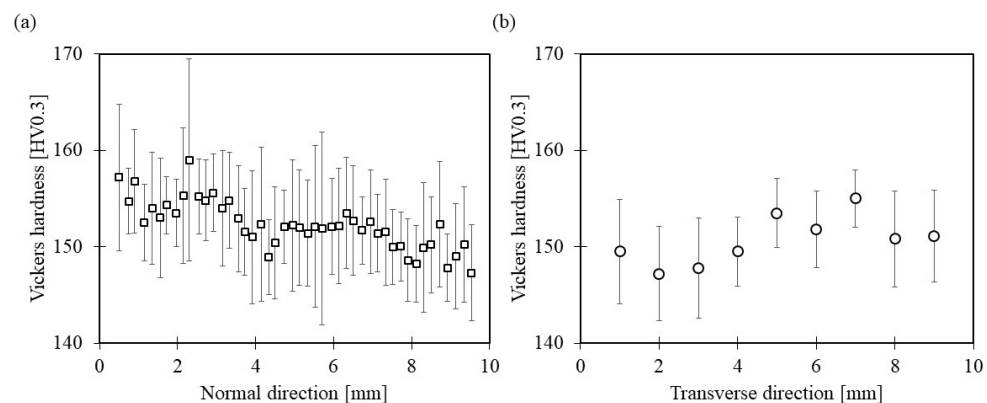 (a)
Vickers hardness [HV0.3]
170
160
150
140
0 2 4 6 8 10
Normal direction [mm]
(b)
Vickers hardness [HV0.3]
170
160
150
140
0 2 4 6 8 10
Transverse direction [mm]